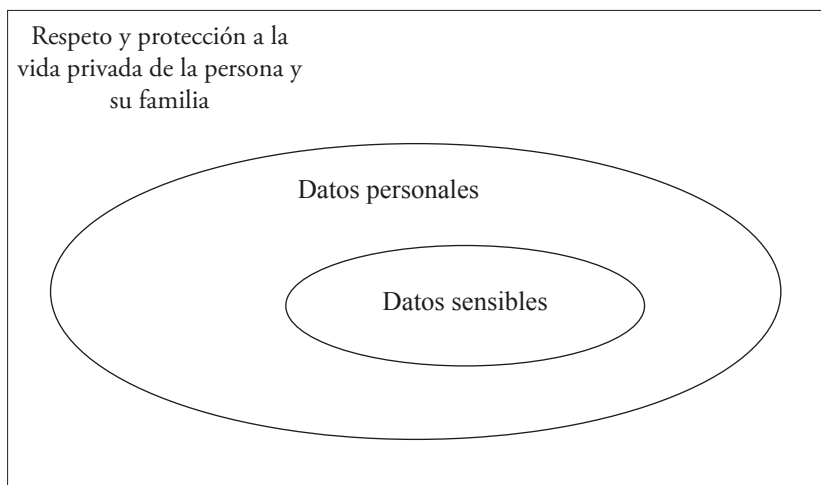 Respeto y protección a la
vida privada de la persona y
su familia
Datos personales
Datos sensibles